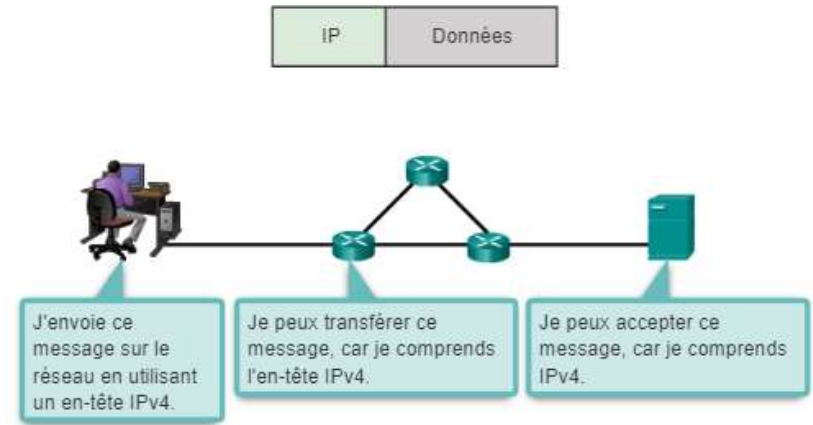 IP
Données
J'envoie ce
message sur le
réseau en utilisant
un en-tête IPv4.
Je peux transférer ce
message, car je comprends
l'en-tête IPv4.
Je peux accepter ce
message, car je comprends
IPv4.